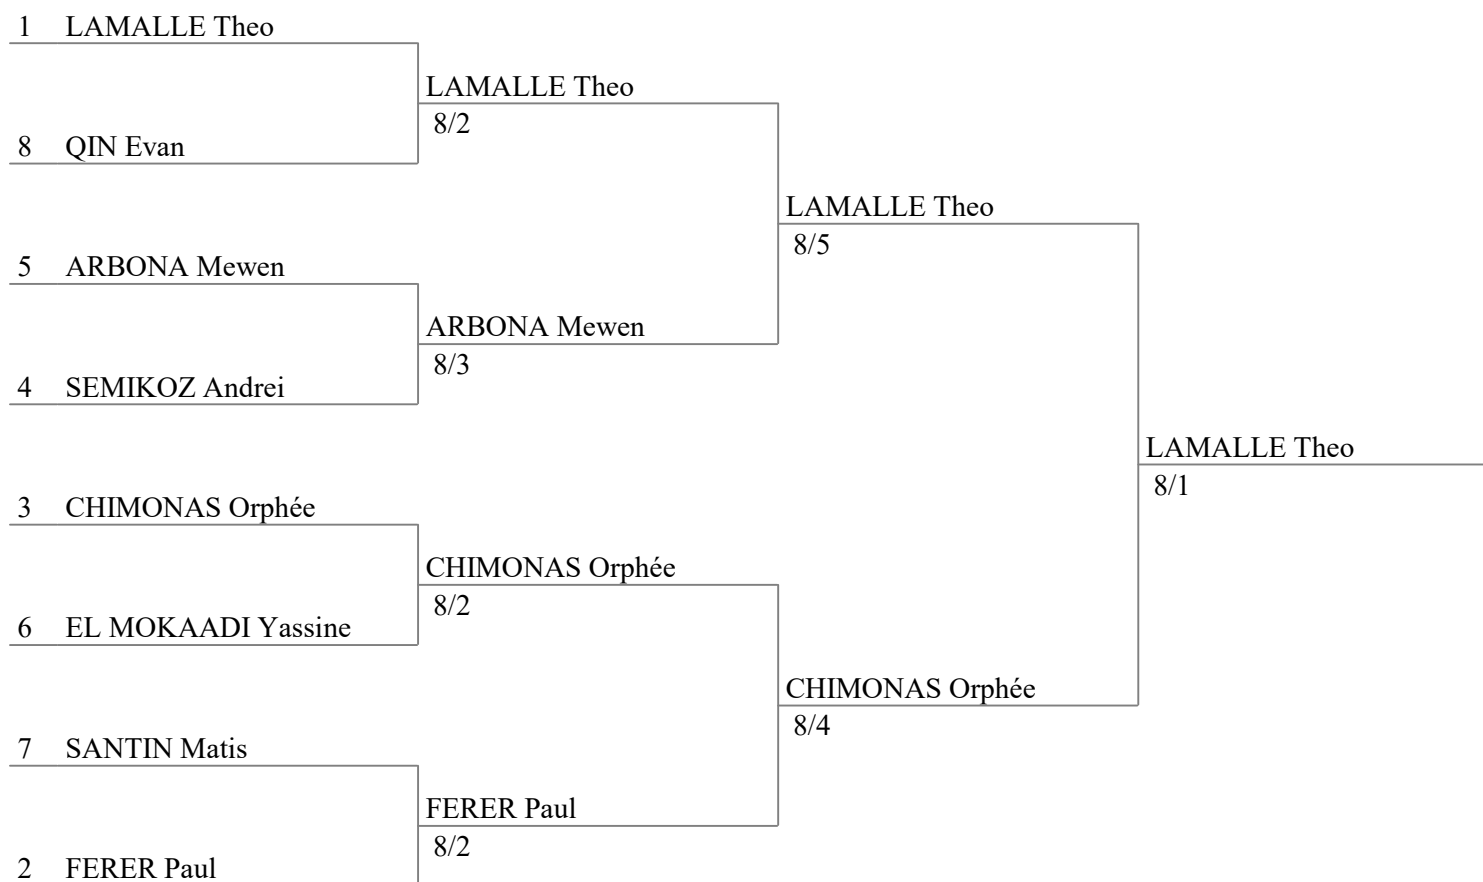 1 LAMALLE Theo
LAMALLE Theo
8/2
8 QIN Evan
LAMALLE Theo
8/5
5 ARBONA Mewen
ARBONA Mewen
8/3
4 SEMIKOZ Andrei
LAMALLE Theo
8/1
3 CHIMONAS Orphée
CHIMONAS Orphée
8/2
6 EL MOKAADI Yassine
CHIMONAS Orphée
8/4
7 SANTIN Matis
FERER Paul
8/2
2 FERER Paul